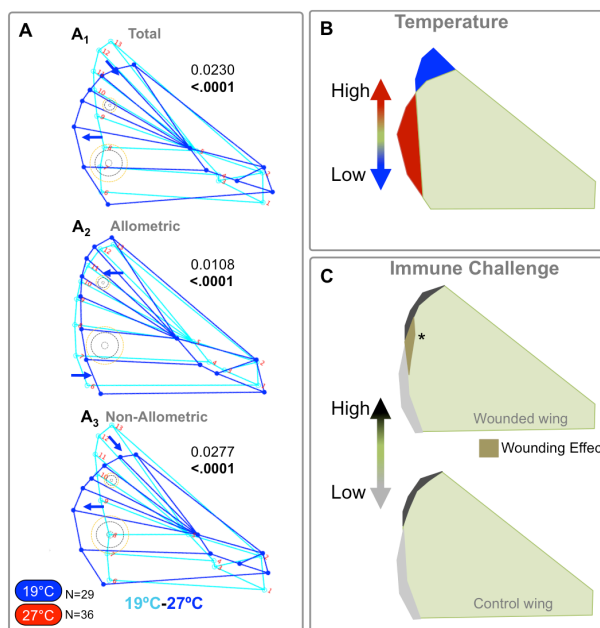 A
A1 Total
0.0230
<.0001
A2 Allometric
0.0108
<.0001
A3 Non-Allometric
0.0277
<.0001
19°C N=29
27°C N=36
19ºC-27ºC
B
Temperature
High
Low
C
Immune Challenge
*
High
Wounded wing
Wounding Effec
Low
Control wing